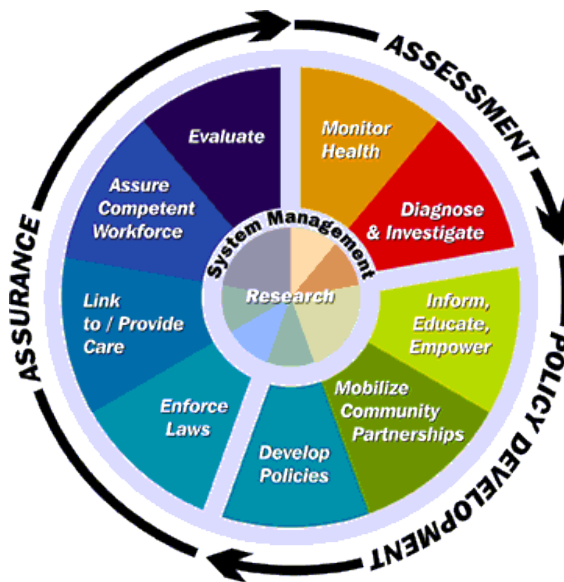 ASSESSMENT
Monitor
Health
Diagnose
& Investigate
POLICY DEVELOPMENT
Inform,
Educate,
Empower
Mobilize
Community
Partnerships
Develop
Policies
ASSURANCE
Enforce
Laws
Link
to / Provide
Care
Assure
Competent
Workforce
Evaluate
System Management
Research